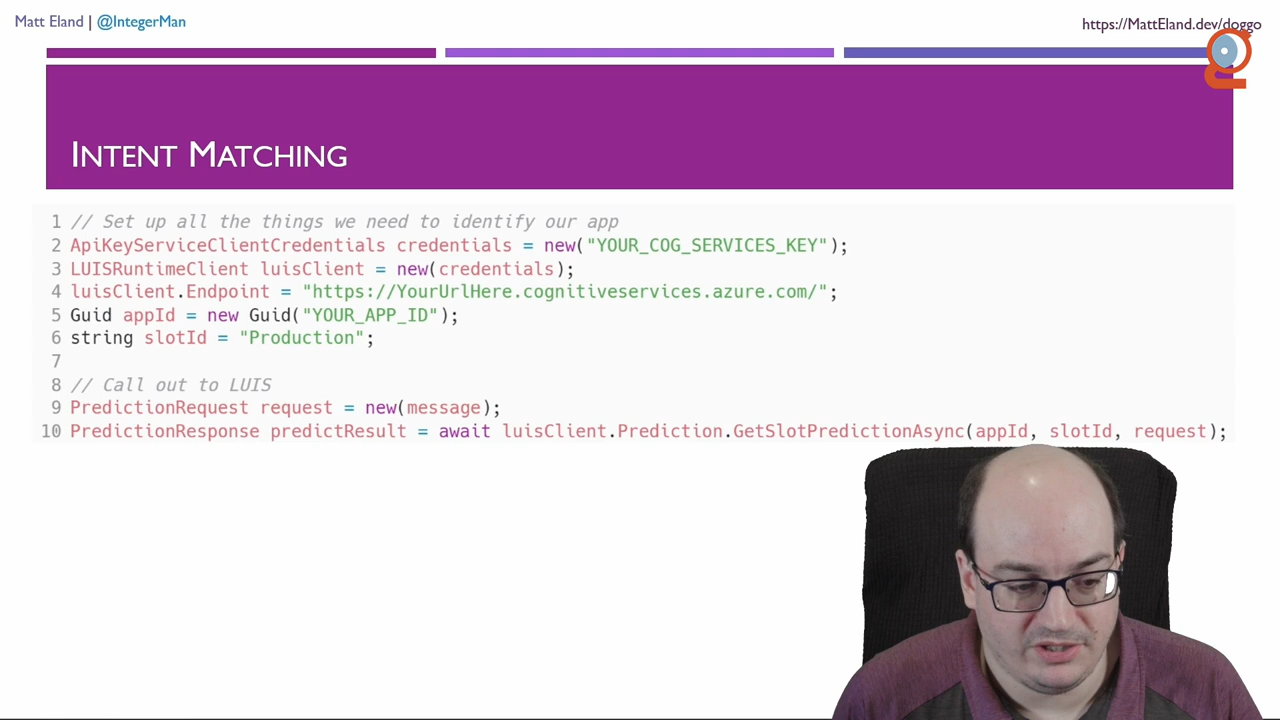 Matt Eland | @IntegerMan
https://MattEland.dev/doggo
INTENT MATCHING
1 // Set up all the things we need to identify our app
2 ApiKeyServiceClientCredentials credentials = new("YOUR_COG_SERVICES_KEY");
3 LUISRuntimeClient luisClient = new(credentials);
4 luisClient.Endpoint = "https://YourUrlHere.cognitiveservices.azure.com/";
5 Guid appId = new Guid("YOUR_APP_ID");
6 string slotId = "Production";
7
8 // Call out to LUIS
9 PredictionRequest request = new(message);
10 PredictionResponse predictResult = await luisClient.Prediction.GetSlotPredictionAsync(appId, slotId, request);